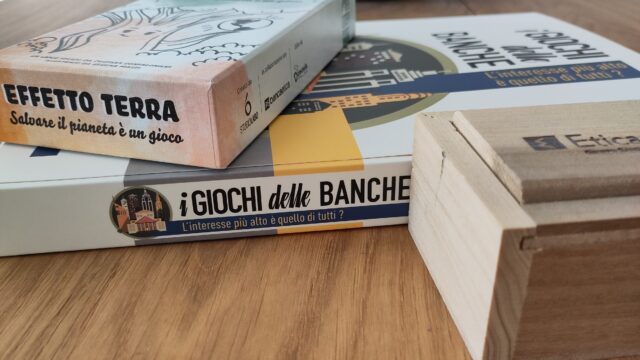 EFFETTO TERRA
Salvare il pianeta è un gioco
i GIOCHI delle BANCHE
L'interesse più alto è quello di tutti ?
i GIOCHI
delle
BANCHE
L'interesse più alto
è quello di tutti ?
Etica